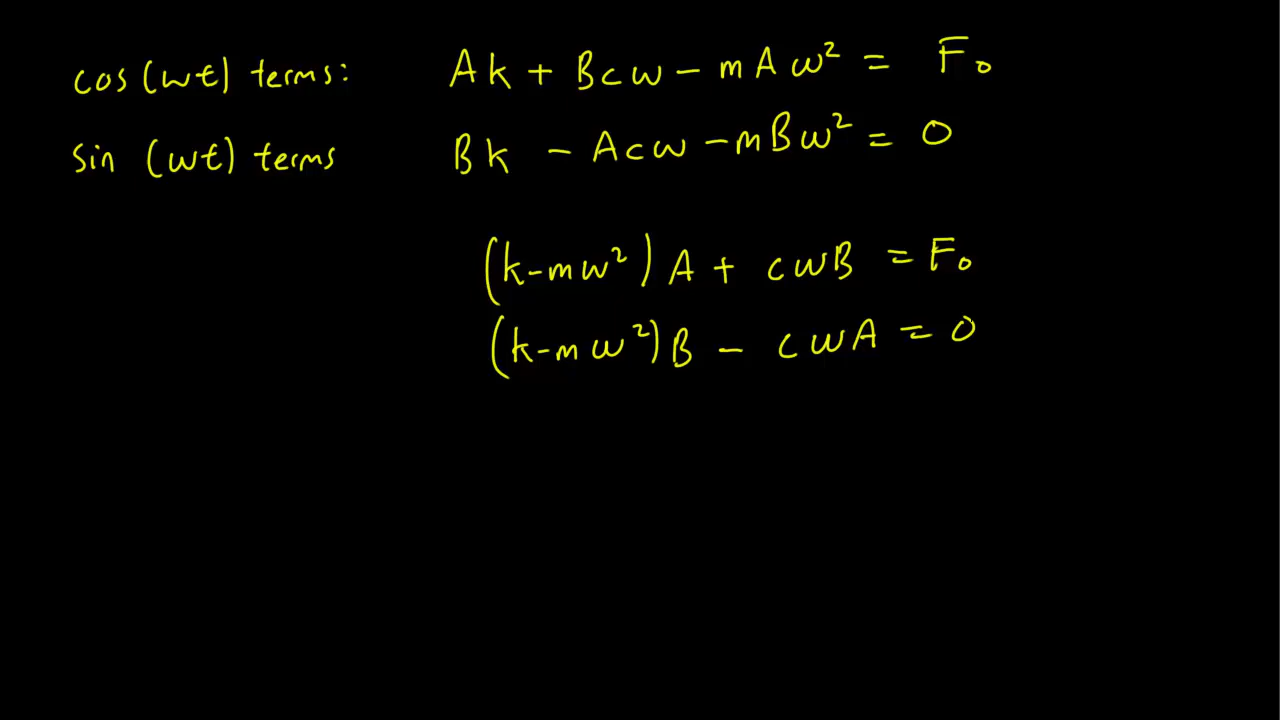 cos (wt) terms: Ak + Bcw - mAw² = F₀
sin (wt) terms Bk - Acw - mBw² = 0
(k-mw²) A + cwB = F₀
(k-mw²)B - cwA = 0